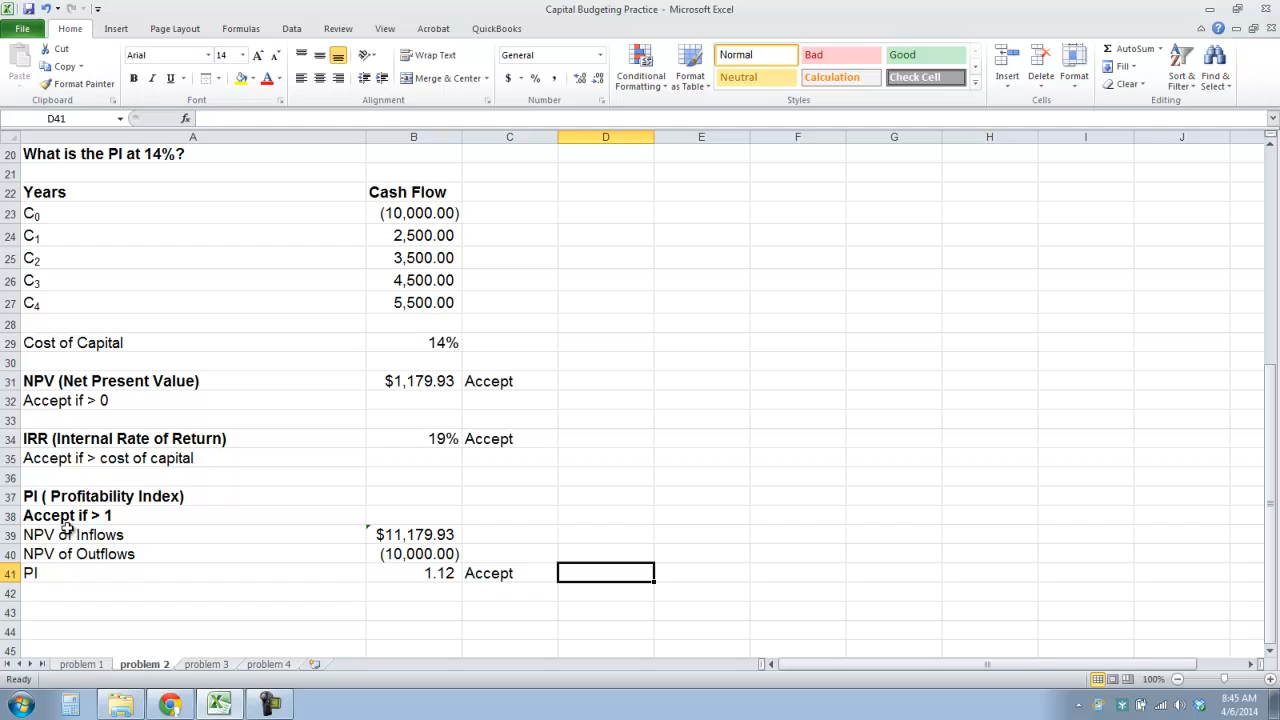 Capital Budgeting Practice - Microsoft Excel
File Home Insert Page Layout Formulas Data Review View Acrobat QuickBooks
Cut
Copy
Format Painter
Paste
Clipboard
Arial 14
Font
Wrap Text
Merge & Center
Alignment
General
Number
Conditional Formatting
Format as Table
Normal Bad Good
Neutral Calculation Check Cell
Styles
Insert Delete Format
Cells
AutoSum
Fill
Clear
Sort & Filter
Find & Select
Editing
D41 fx
A B C D E F G H I J
20 What is the PI at 14%?
21
22 Years Cash Flow
23 C0 (10,000.00)
24 C1 2,500.00
25 C2 3,500.00
26 C3 4,500.00
27 C4 5,500.00
28
29 Cost of Capital 14%
30
31 NPV (Net Present Value) $1,179.93 Accept
32 Accept if > 0
33
34 IRR (Internal Rate of Return) 19% Accept
35 Accept if > cost of capital
36
37 PI ( Profitability Index)
38 Accept if > 1
39 NPV of Inflows $11,179.93
40 NPV of Outflows (10,000.00)
41 PI 1.12 Accept
42
43
44
45
problem 1 problem 2 problem 3 problem 4
Ready 100%
8:45 AM
4/6/2014